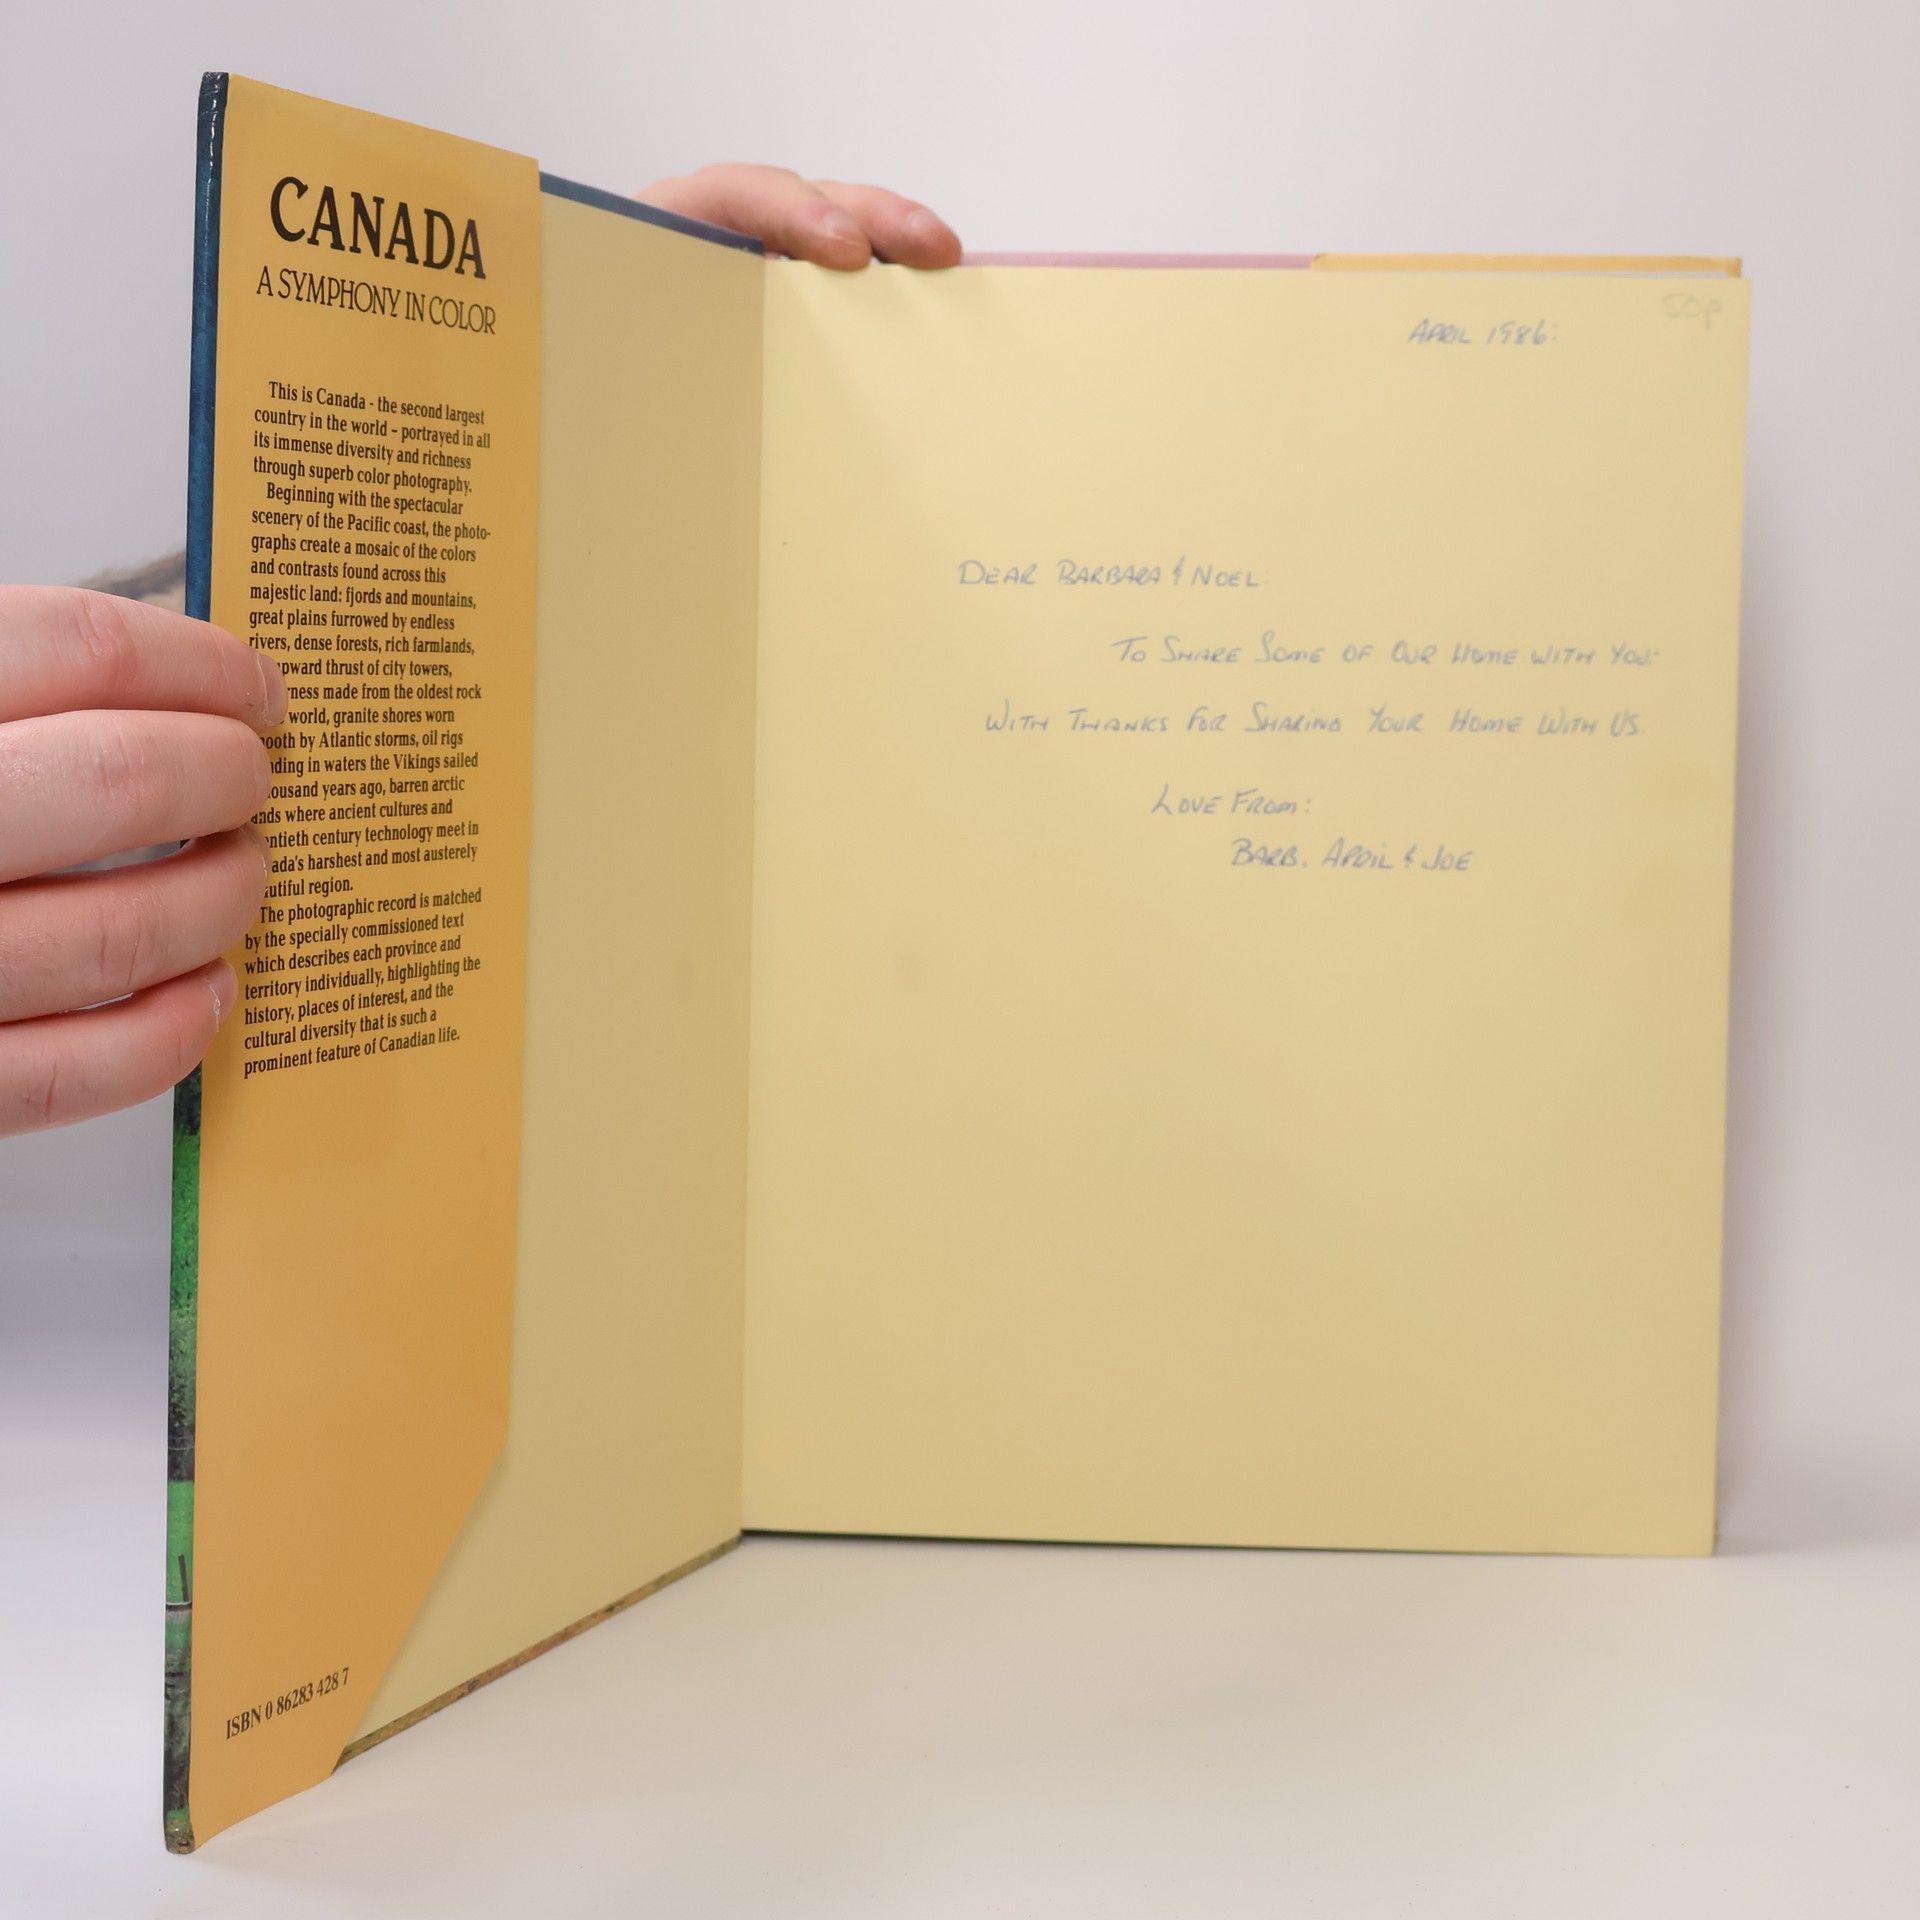 CANADA
A SYMPHONY IN COLOR
This is Canada - the second largest
country in the world – portrayed in all
its immense diversity and richness
through superb color photography.
Beginning with the spectacular
scenery of the Pacific coast, the photo-
graphs create a mosaic of the colors
and contrasts found across this
majestic land: fjords and mountains,
great plains furrowed by endless
rivers, dense forests, rich farmlands,
thrust of city towers,
made from the oldest rock
world, granite shores worn
by Atlantic storms, oil rigs
in waters the Vikings sailed
years ago, barren arctic
where ancient cultures and
century technology meet in
harshest and most austerely
region.
The photographic record is matched
by the specially commissioned text
which describes each province and
territory individually, highlighting the
history, places of interest, and the
cultural diversity that is such a
prominent feature of Canadian life.
ISBN 0 86283 428 7
50p
APRIL 1986:
DEAR BARBARA & NOEL:
TO SHARE SOME OF OUR HOME WITH YOU:
WITH THANKS FOR SHARING YOUR HOME WITH US.
LOVE FROM:
BARB. APRIL & JOE